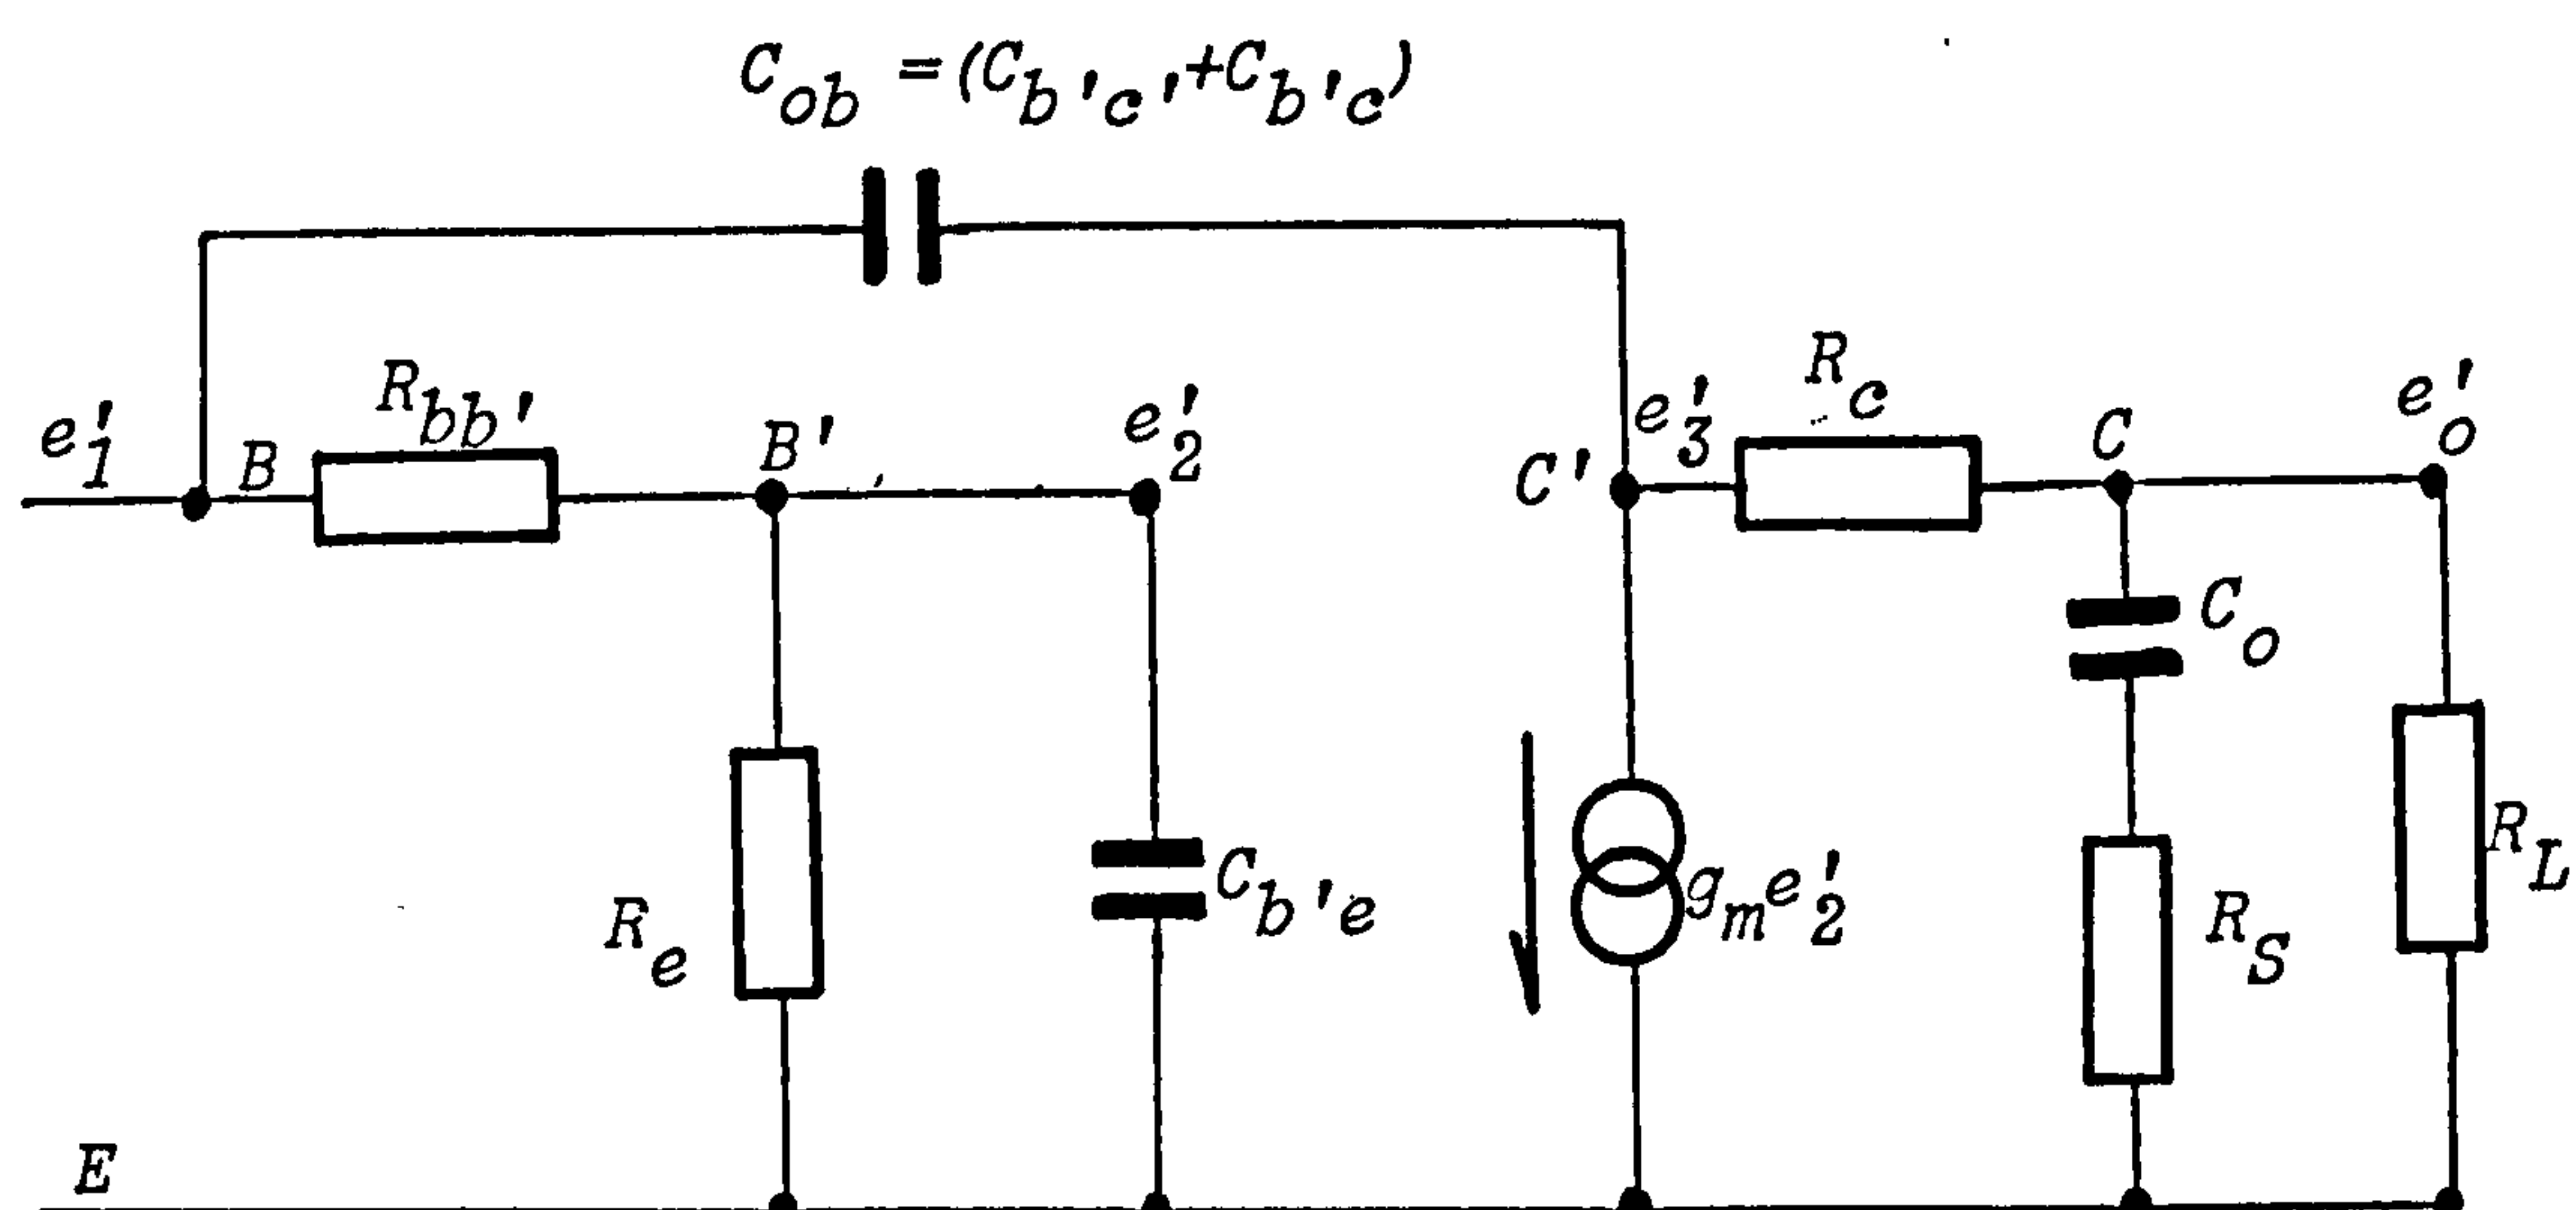 C_ob = (C_b'c' + C_b'c)
R_c
R_bb'
e'_1
B
B'
e'_2
C'
e'_3
C
e'_o
C_o
R_L
C_b'e
g_m e'_2
R_e
R_S
E